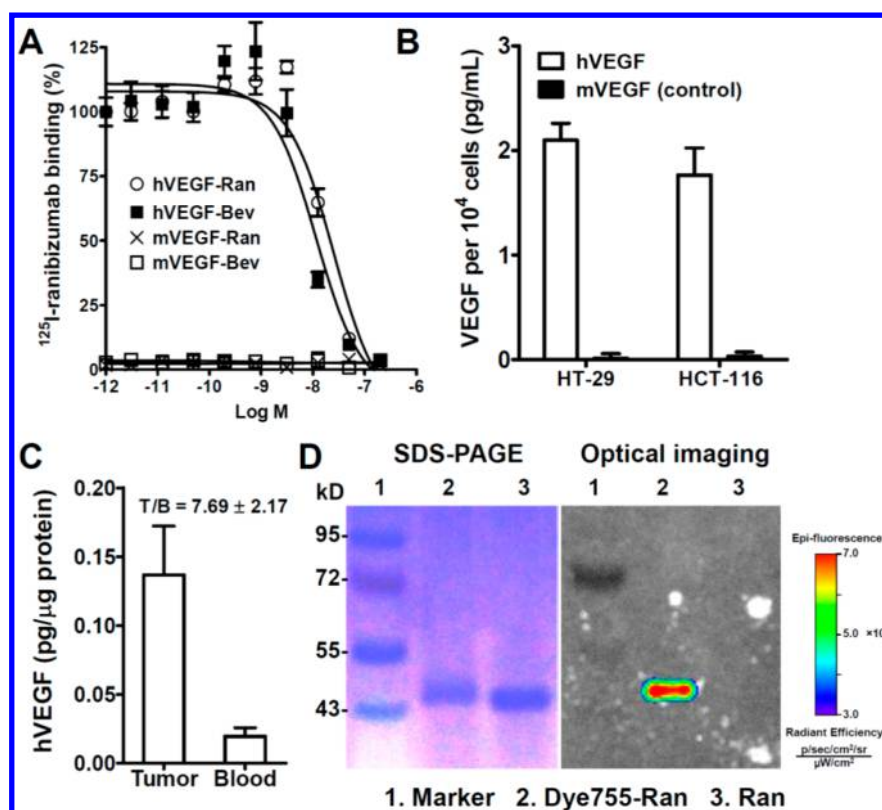 A
125I-ranibizumab binding (%)
125
100
75
50
25
0
hVEGF-Ran
hVEGF-Bev
mVEGF-Ran
mVEGF-Bev
-12 -11 -10 -9 -8 -7 -6
Log M
B
VEGF per 10⁴ cells (pg/mL)
3
2
1
0
hVEGF
mVEGF (control)
HT-29 HCT-116
C
hVEGF (pg/μg protein)
0.20
0.15
0.10
0.05
0.00
T/B = 7.69 ± 2.17
Tumor Blood
D
SDS-PAGE Optical imaging
1 2 3 1 2 3
95-
72-
55-
43-
kD
Epi-fluorescence
7.0
5.0 ×10
3.0
Radiant Efficiency
p/sec/cm²/sr
μW/cm²
1. Marker 2. Dye755-Ran 3. Ran